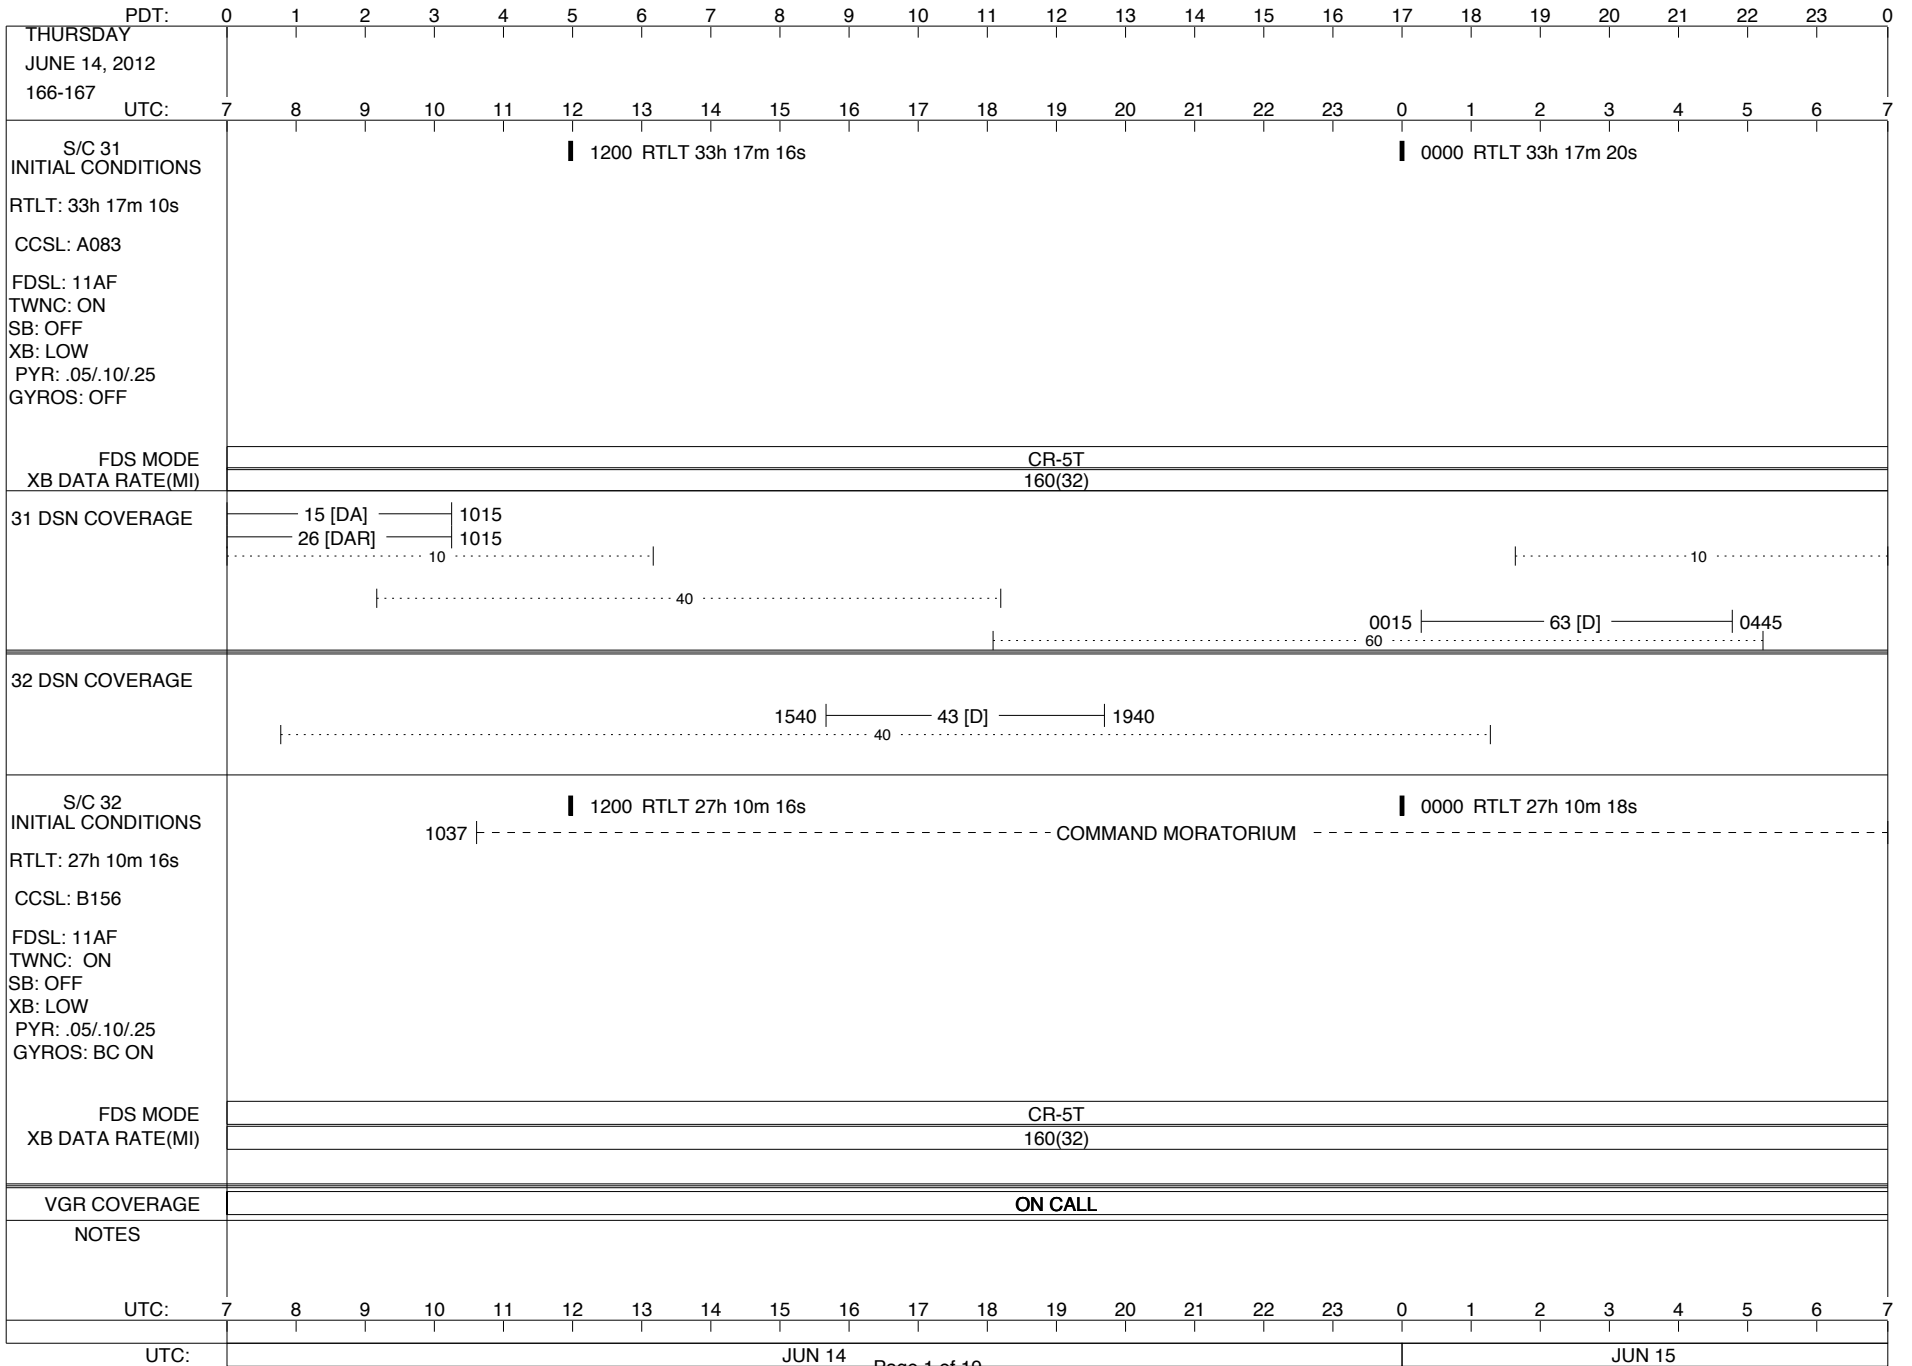 PDT: 0 1 2 3 4 5 6 7 8 9 10 11 12 13 14 15 16 17 18 19 20 21 22 23 0
THURSDAY
JUNE 14, 2012
166-167
UTC: 7 8 9 10 11 12 13 14 15 16 17 18 19 20 21 22 23 0 1 2 3 4 5 6 7
S/C 31
INITIAL CONDITIONS
1200 RTLT 33h 17m 16s
0000 RTLT 33h 17m 20s
RTLT: 33h 17m 10s
CCSL: A083
FDSL: 11AF
TWNC: ON
SB: OFF
XB: LOW
PYR: .05/.10/.25
GYROS: OFF
FDS MODE CR-5T
XB DATA RATE(MI) 160(32)
31 DSN COVERAGE
15 [DA] 1015
26 [DAR] 1015
10 10
40
0015 63 [D] 0445
60
32 DSN COVERAGE
1540 43 [D] 1940
40
S/C 32
INITIAL CONDITIONS
1200 RTLT 27h 10m 16s
0000 RTLT 27h 10m 18s
1037 COMMAND MORATORIUM
RTLT: 27h 10m 16s
CCSL: B156
FDSL: 11AF
TWNC: ON
SB: OFF
XB: LOW
PYR: .05/.10/.25
GYROS: BC ON
FDS MODE CR-5T
XB DATA RATE(MI) 160(32)
VGR COVERAGE ON CALL
NOTES
UTC: 7 8 9 10 11 12 13 14 15 16 17 18 19 20 21 22 23 0 1 2 3 4 5 6 7
UTC: JUN 14 JUN 15
Page 1 of 19